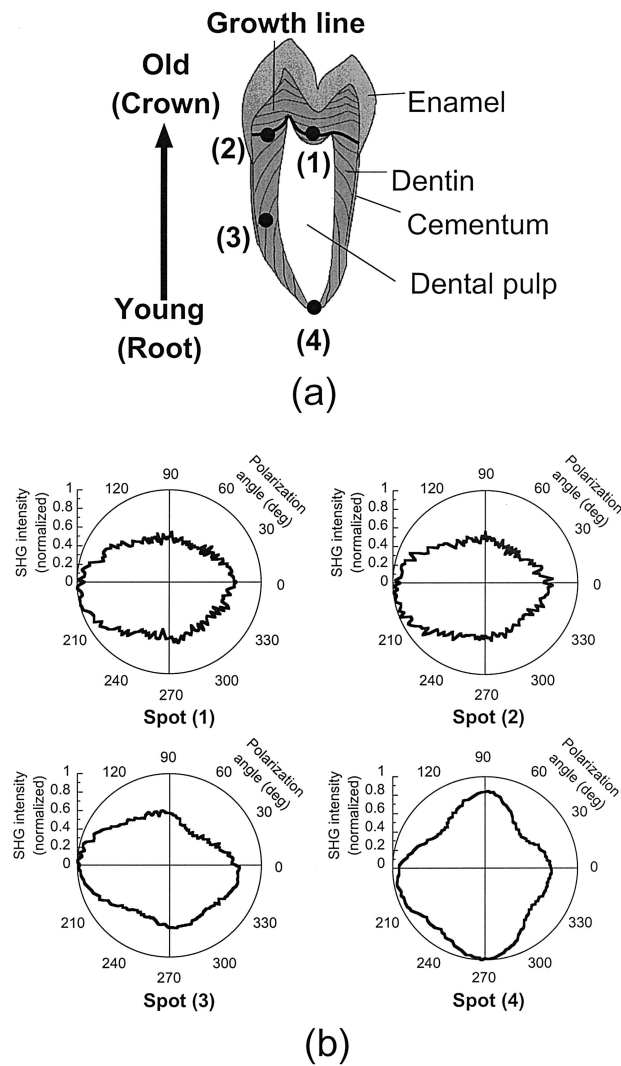 Growth line
Old
(Crown)
Enamel
(2)
(1)
Dentin
(3)
Cementum
Dental pulp
Young
(Root)
(4)
(a)
SHG intensity
(normalized)
1
0.8
0.6
0.4
0.2
0
120
90
60
Polarization
angle (deg)
30
0
330
300
270
240
210
Spot (1)
SHG intensity
(normalized)
1
0.8
0.6
0.4
0.2
0
120
90
60
Polarization
angle (deg)
30
0
330
300
270
240
210
Spot (2)
SHG intensity
(normalized)
1
0.8
0.6
0.4
0.2
0
120
90
60
Polarization
angle (deg)
30
0
330
300
270
240
210
Spot (3)
SHG intensity
(normalized)
1
0.8
0.6
0.4
0.2
0
120
90
60
Polarization
angle (deg)
30
0
330
300
270
240
210
Spot (4)
(b)